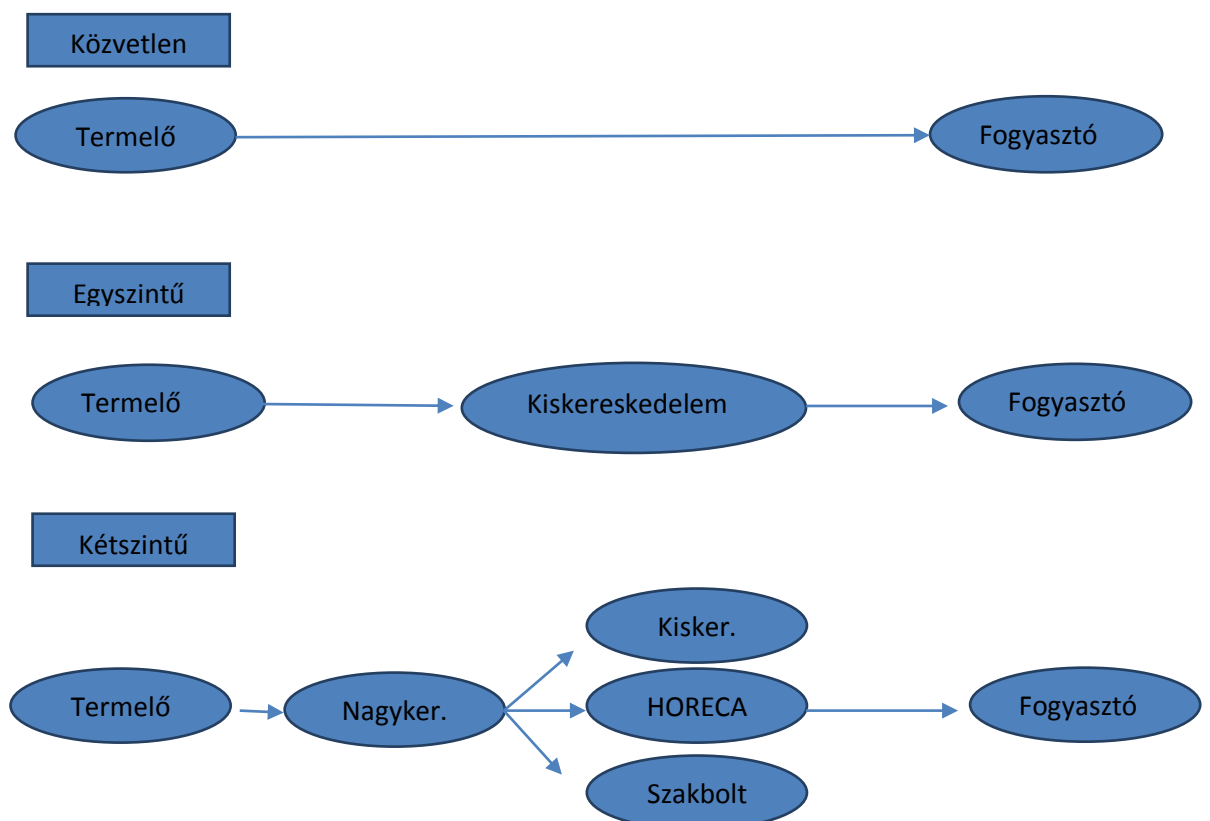 Közvetlen
Termelő
Fogyasztó
Egyszintű
Termelő
Kiskereskedelem
Fogyasztó
Kétszintű
Kisker.
Termelő
Nagyker.
HORECA
Fogyasztó
Szakbolt